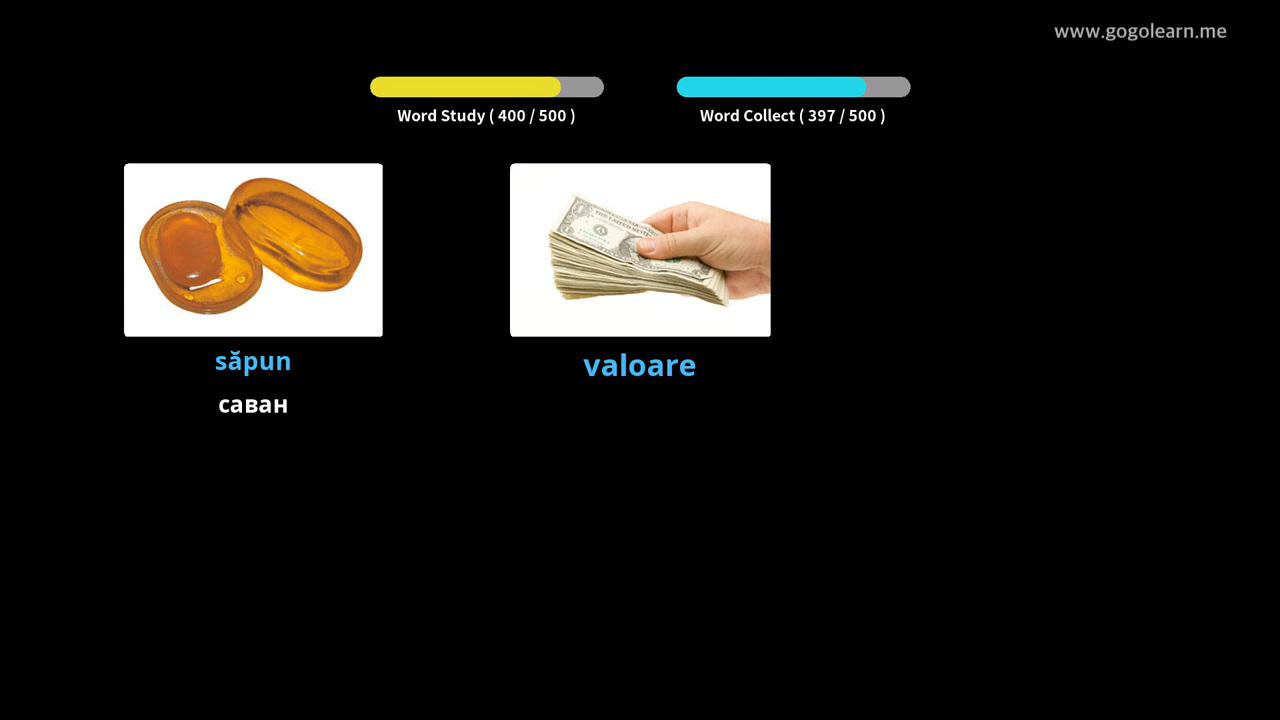 www.gogolearn.me
Word Study ( 400 / 500 )
Word Collect ( 397 / 500 )
săpun
саван
valoare